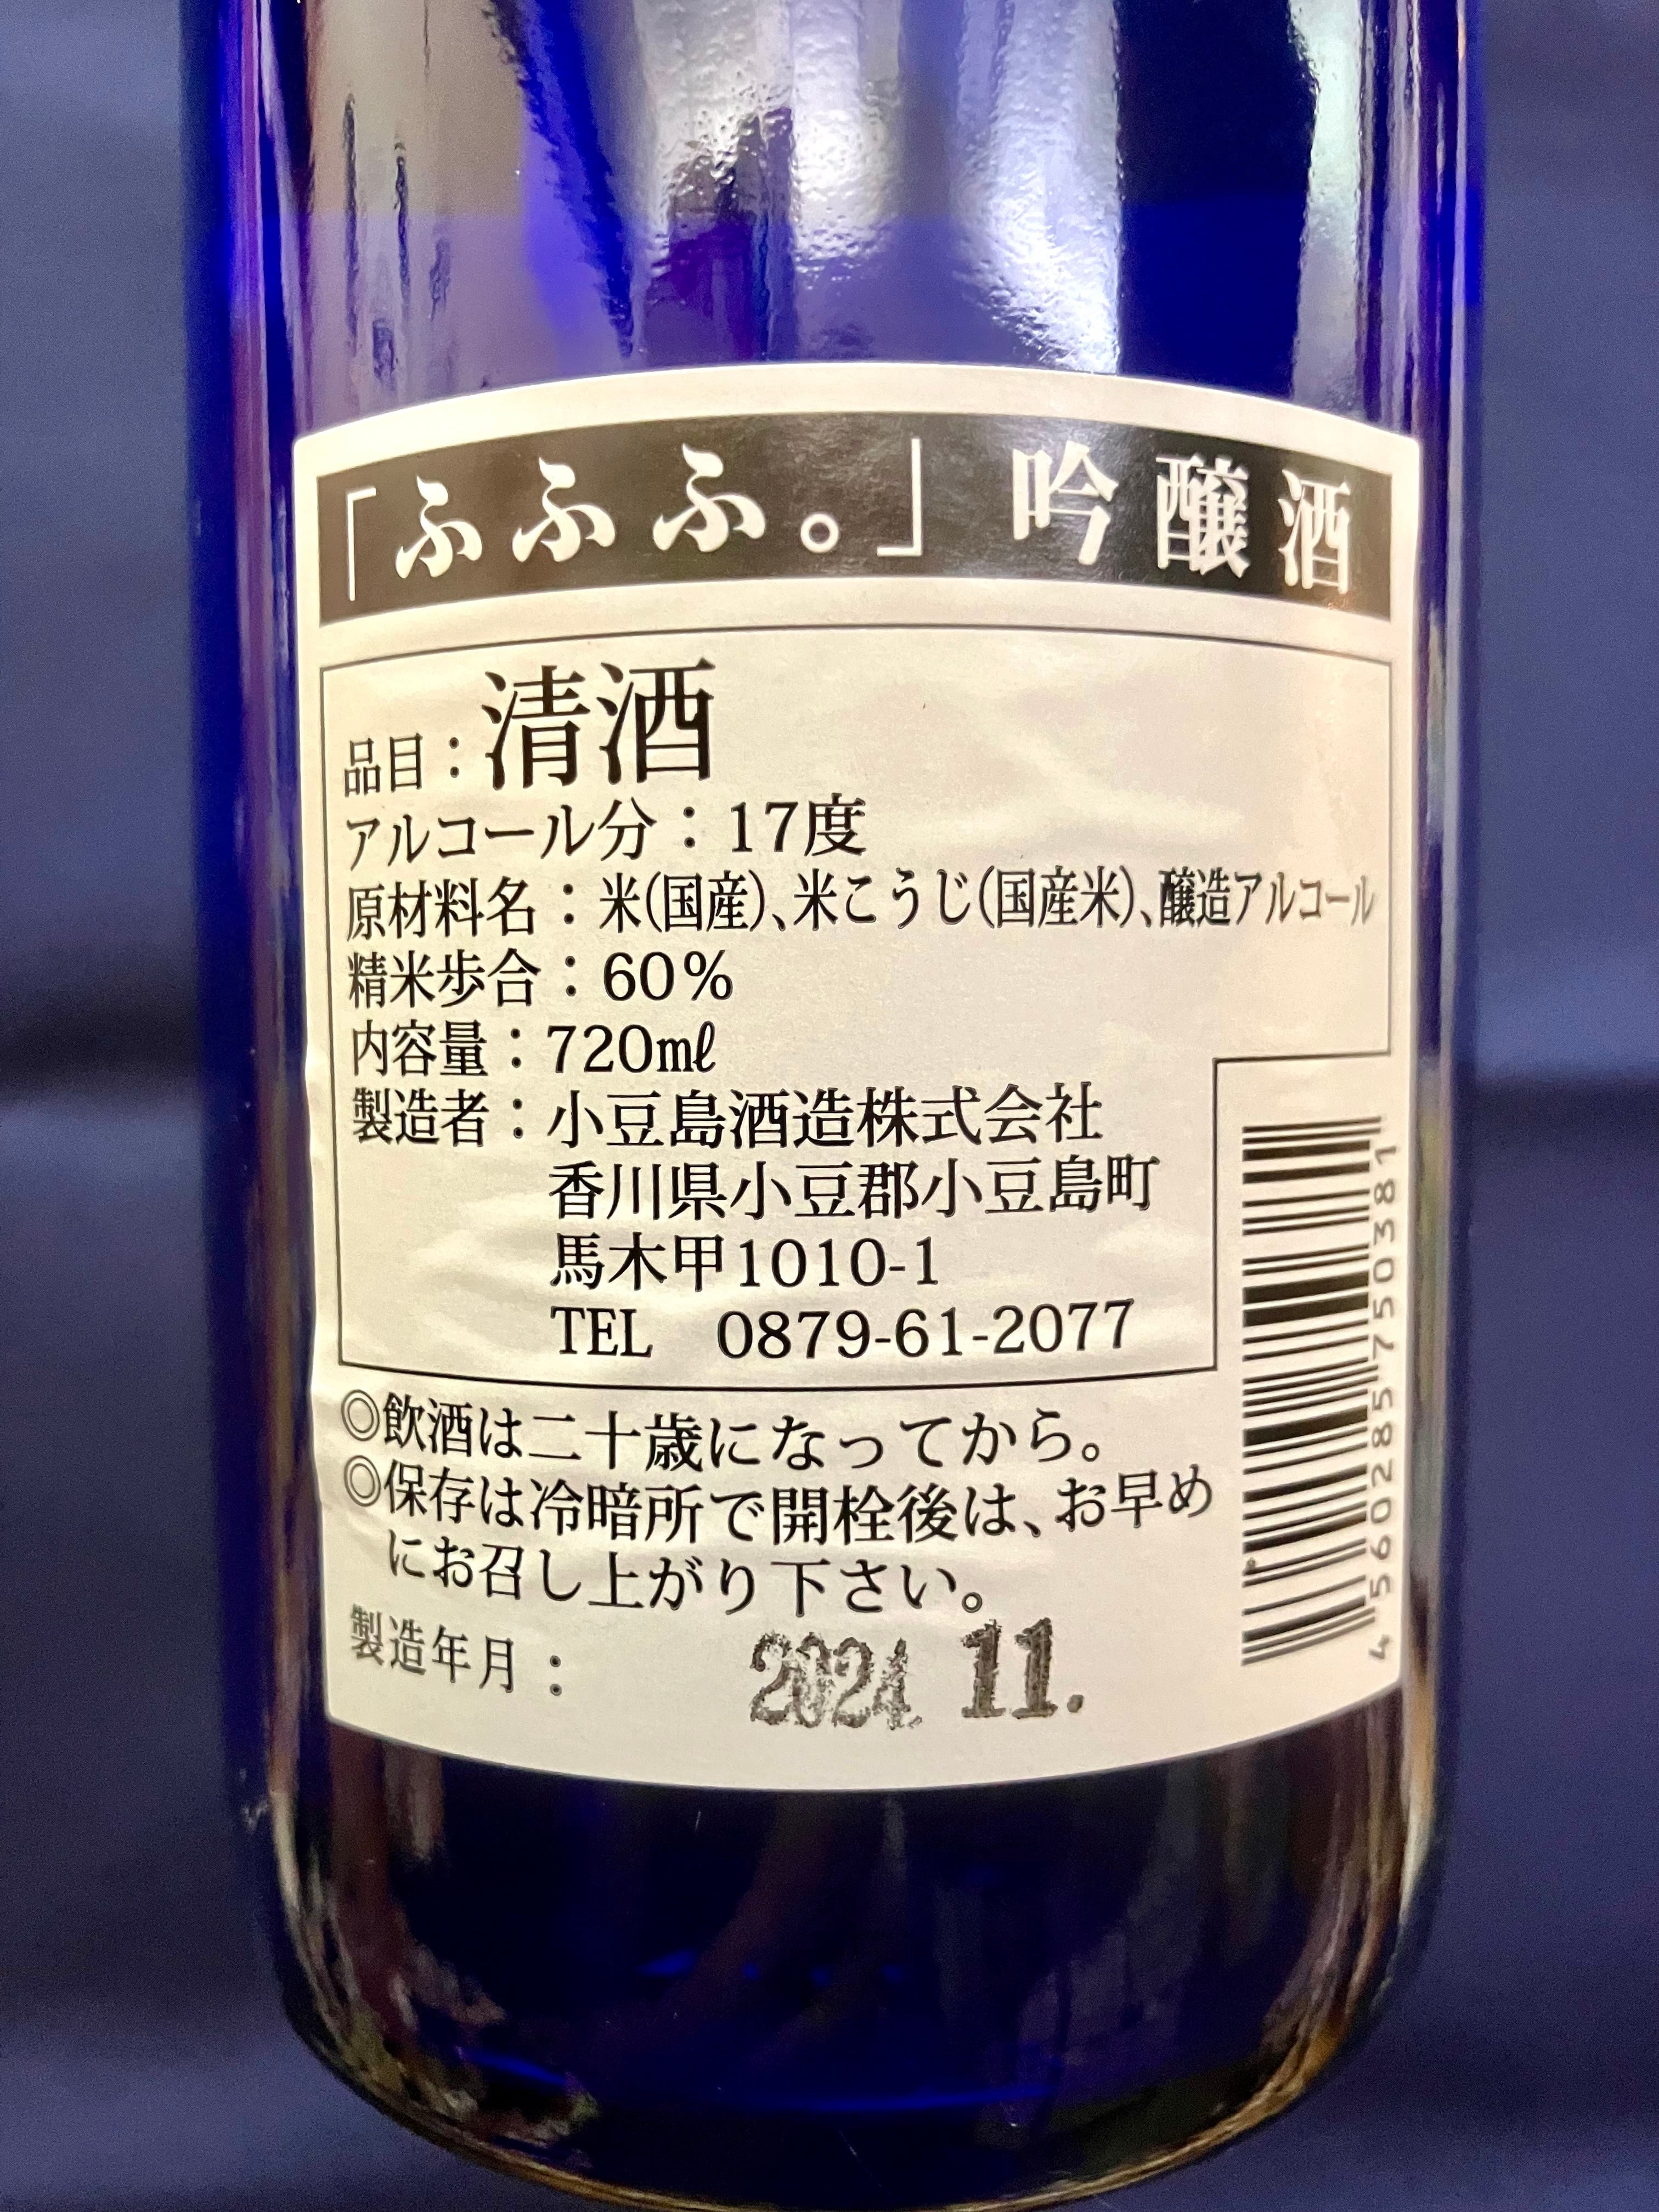 「ふふふ。」吟醸酒
品目：清酒
アルコール分：17度
原材料名：米(国産)、米こうじ(国産米)、醸造アルコール
精米歩合：60%
内容量：720㎖
製造者：小豆島酒造株式会社
香川県小豆郡小豆島町
馬木甲1010-1
TEL　0879-61-2077
◎飲酒は二十歳になってから。
◎保存は冷暗所で開栓後は、お早め
にお召し上がり下さい。
製造年月：　2024. 11.
4560285750381